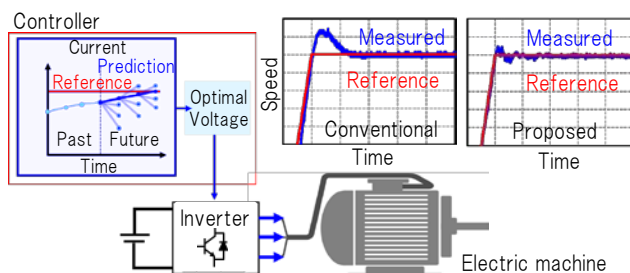 Controller
Current
Reference
Prediction
Past
Future
Time
Optimal
Voltage
Speed
Measured
Reference
Conventional
Time
Measured
Reference
Proposed
Time
Inverter
Electric machine